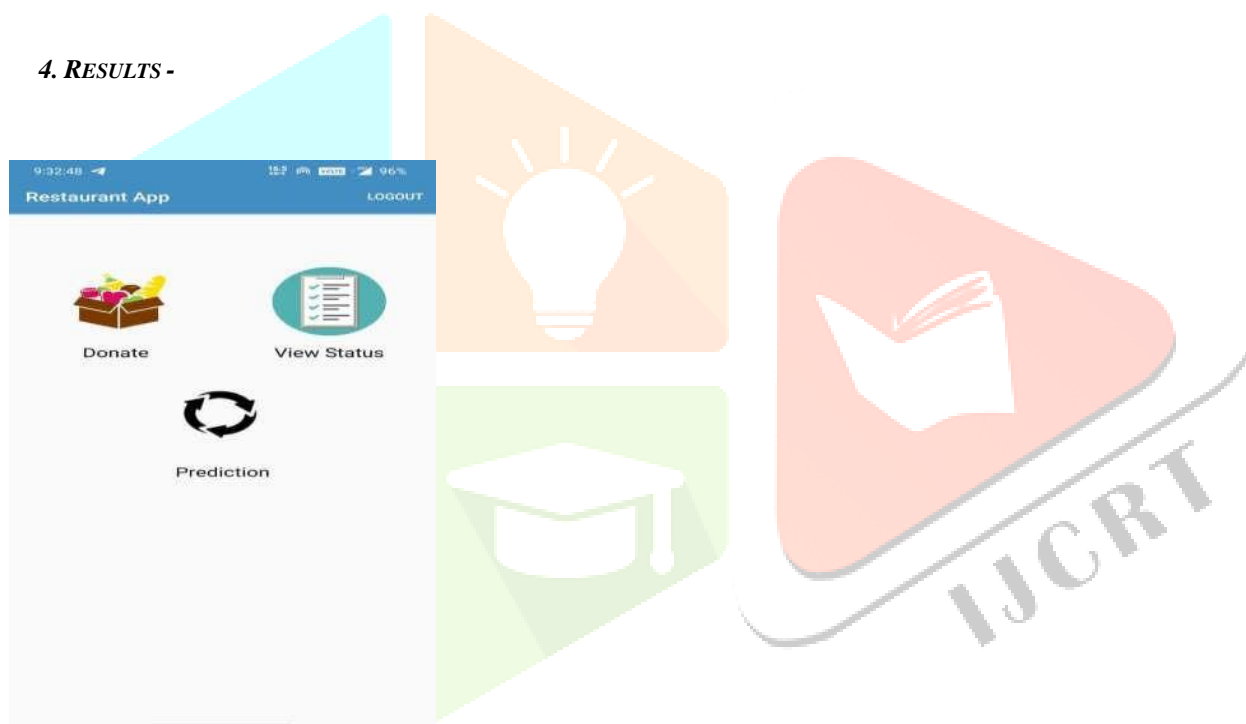 4. RESULTS -
9:32:48 96%
Restaurant App LOGOUT
Donate View Status
Prediction
IJCRT